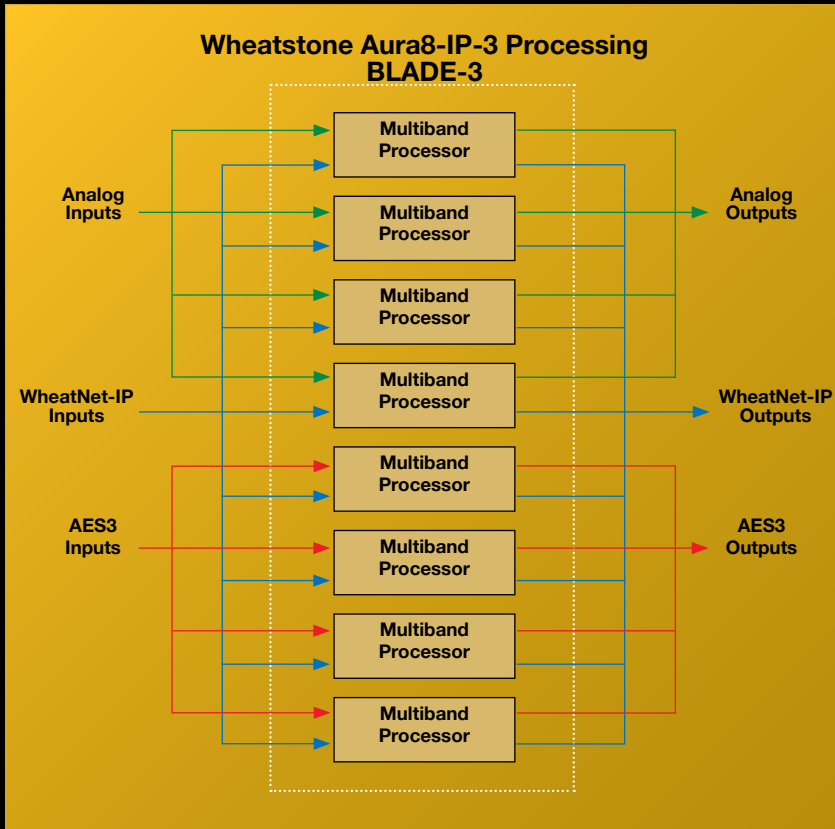 Wheatstone Aura8-IP-3 Processing
BLADE-3
Multiband
Processor
Multiband
Processor
Multiband
Processor
Multiband
Processor
Multiband
Processor
Multiband
Processor
Multiband
Processor
Multiband
Processor
Analog
Inputs
WheatNet-IP
Inputs
AES3
Inputs
Analog
Outputs
WheatNet-IP
Outputs
AES3
Outputs